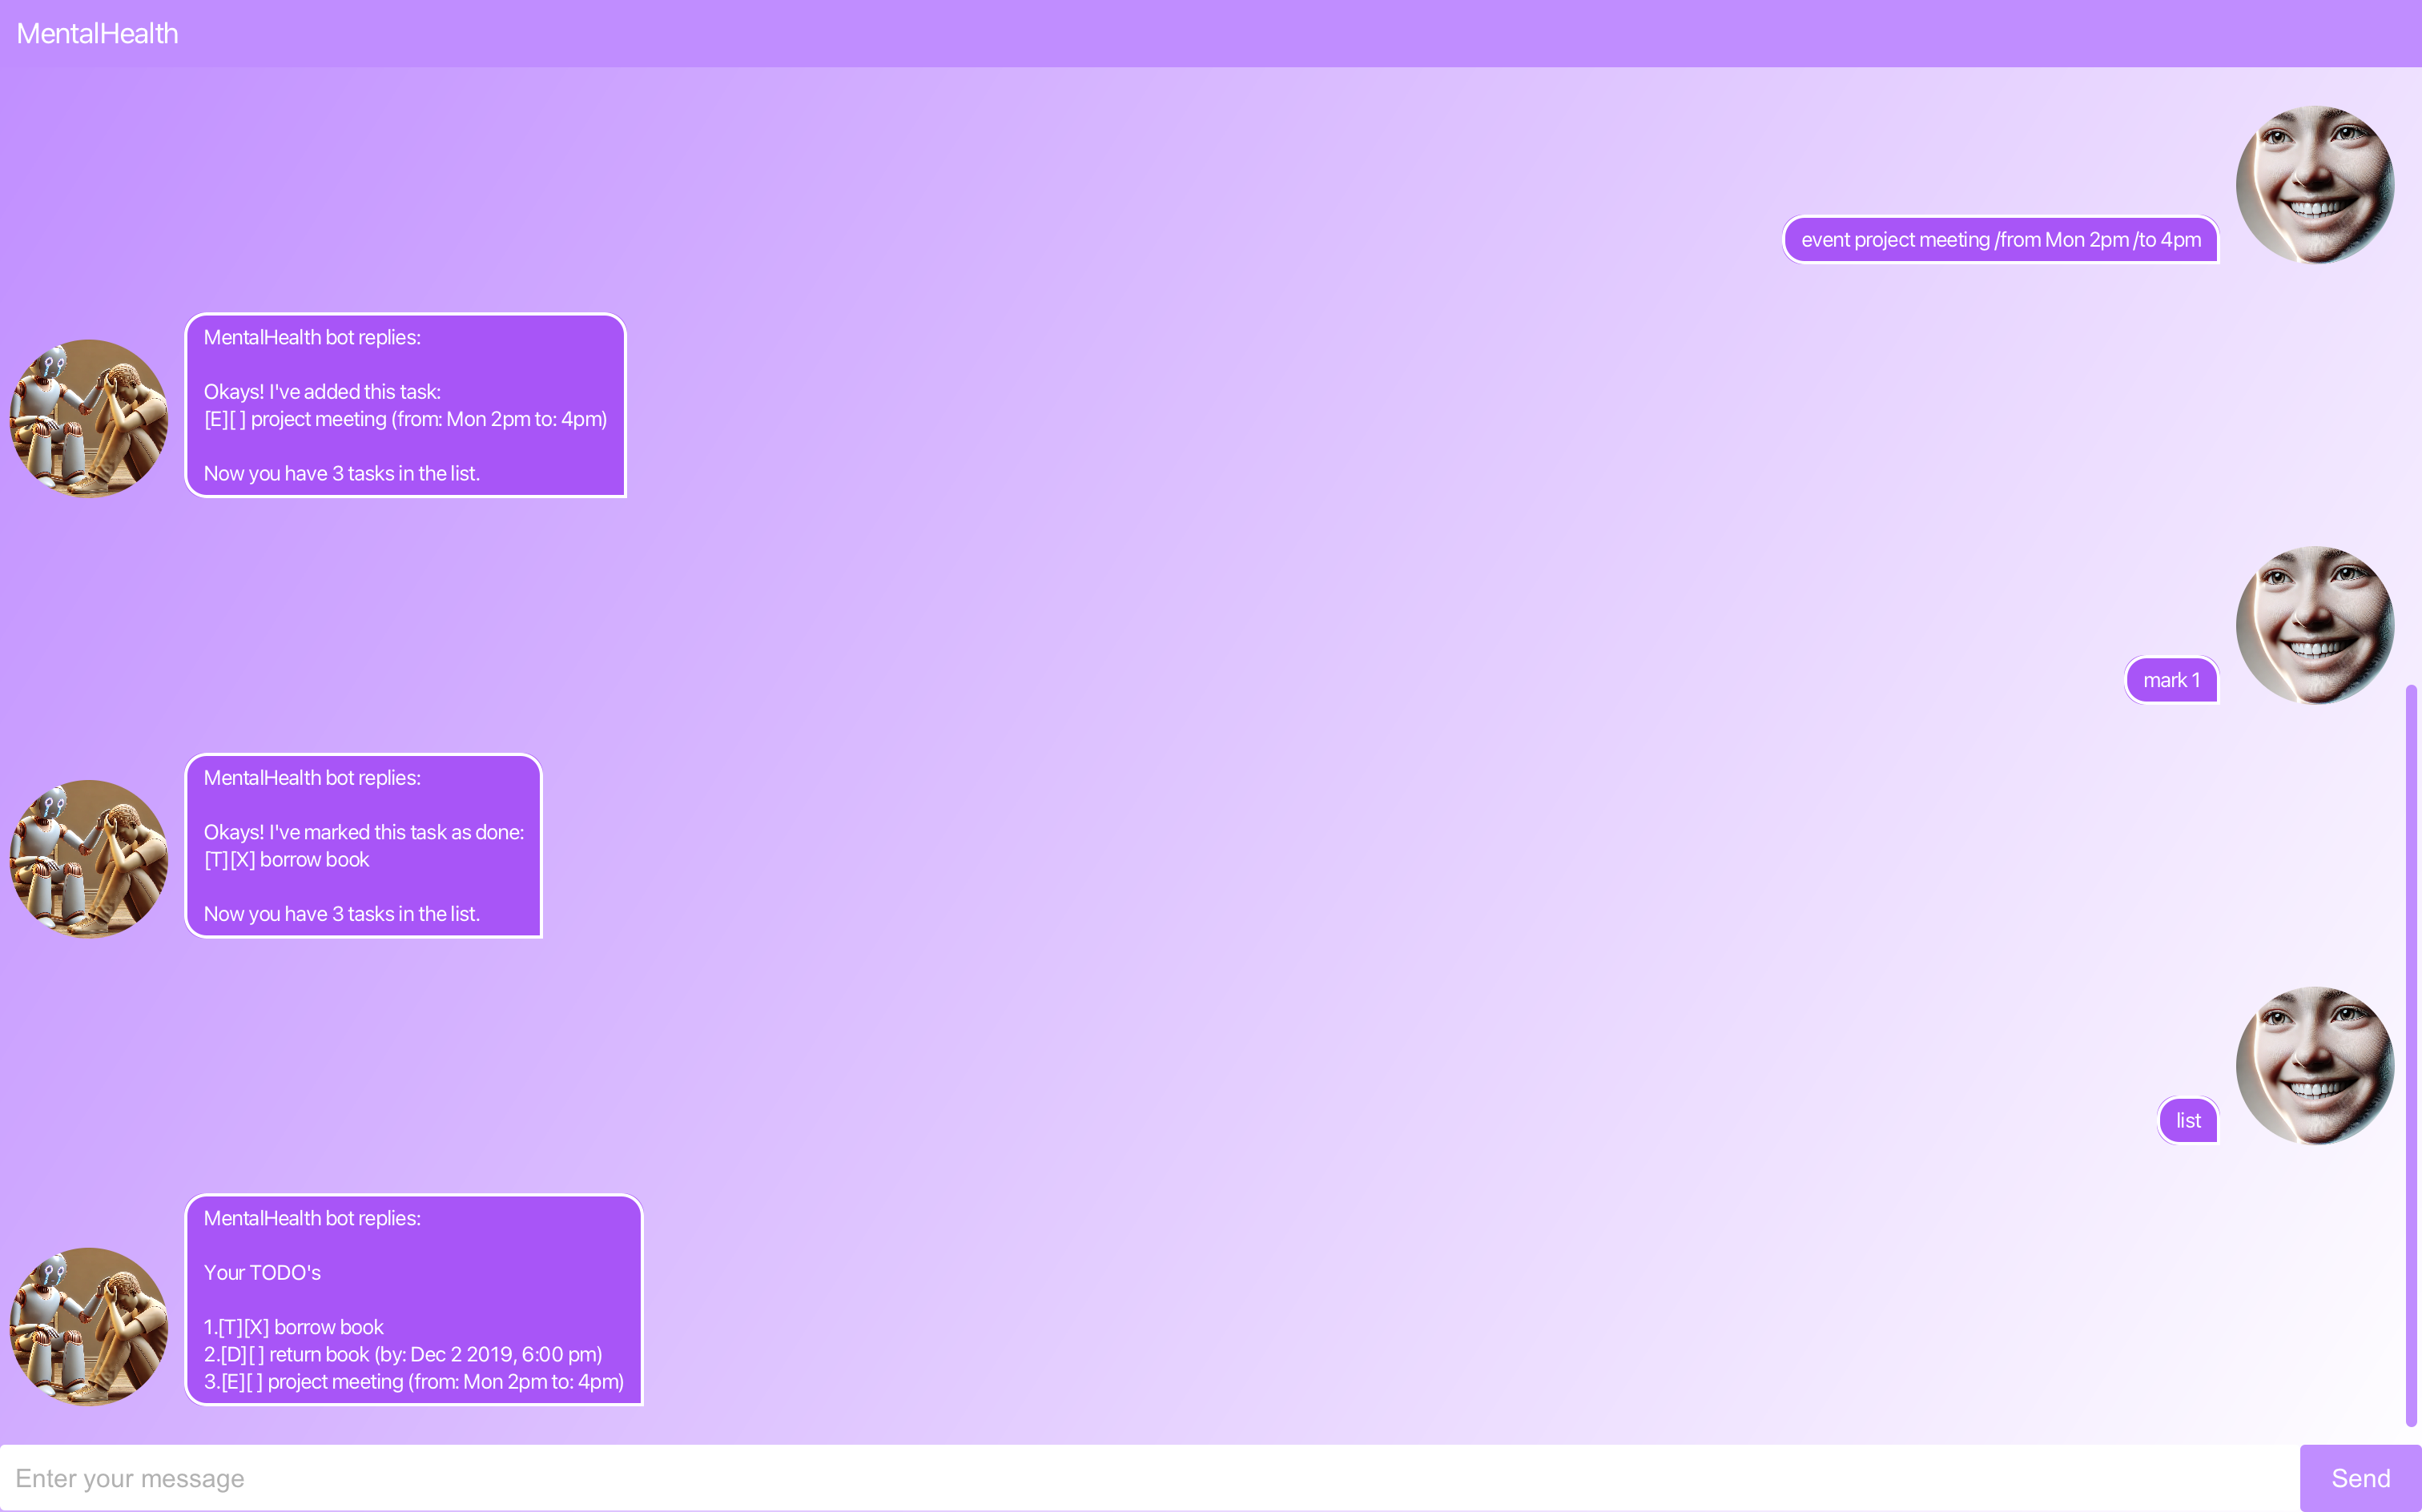 MentalHealth
event project meeting /from Mon 2pm /to 4pm
MentalHealth bot replies:
Okays! I've added this task:
[E][ ] project meeting (from: Mon 2pm to: 4pm)
Now you have 3 tasks in the list.
mark 1
MentalHealth bot replies:
Okays! I've marked this task as done:
[T][X] borrow book
Now you have 3 tasks in the list.
list
MentalHealth bot replies:
Your TODO's
1.[T][X] borrow book
2.[D][ ] return book (by: Dec 2 2019, 6:00 pm)
3.[E][ ] project meeting (from: Mon 2pm to: 4pm)
Enter your message
Send